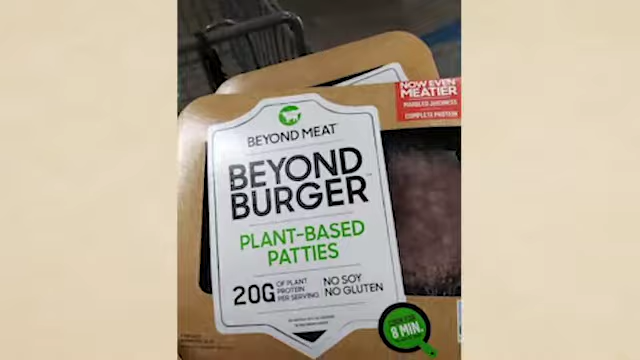 NOW EVEN
MEATIER
MARBLED JUICINESS
COMPLETE PROTEIN
BEYOND MEAT
BEYOND
BURGER
PLANT-BASED
PATTIES
20G OF PLANT PROTEIN PER SERVING
NO SOY
NO GLUTEN
8 MIN.